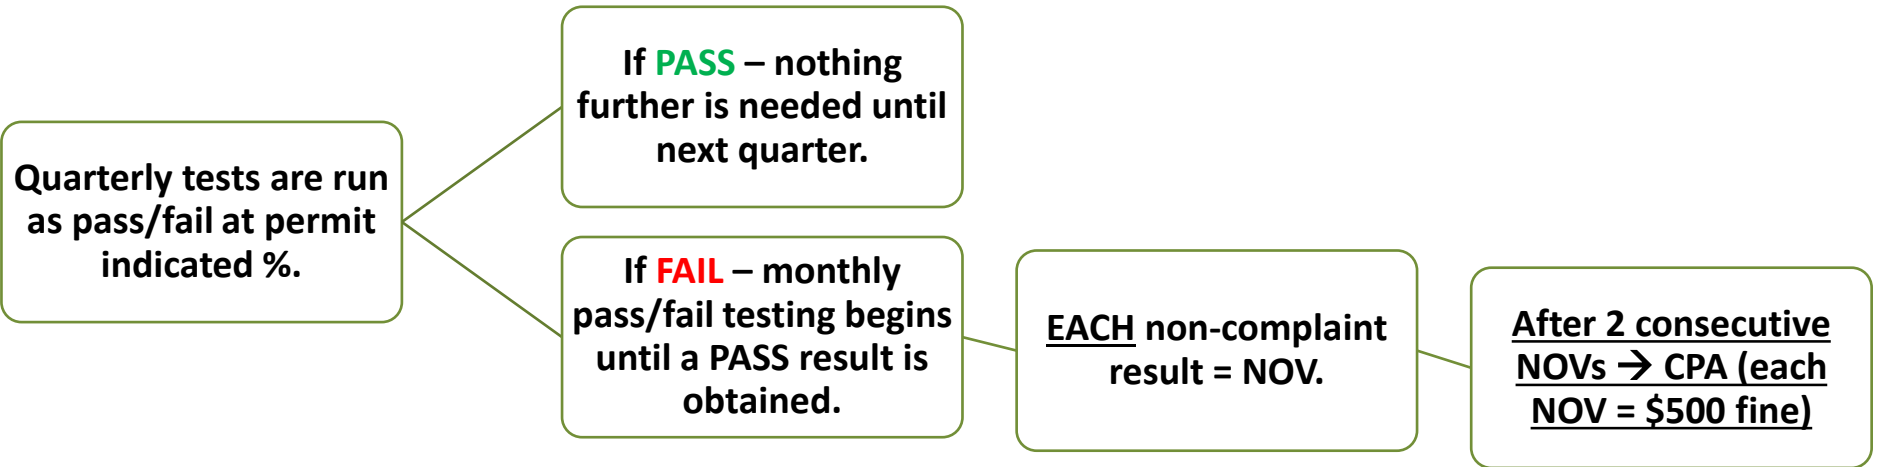 Quarterly tests are run
as pass/fail at permit
indicated %.
If PASS – nothing
further is needed until
next quarter.
If FAIL – monthly
pass/fail testing begins
until a PASS result is
obtained.
EACH non-complaint
result = NOV.
After 2 consecutive
NOVs → CPA (each
NOV = $500 fine)